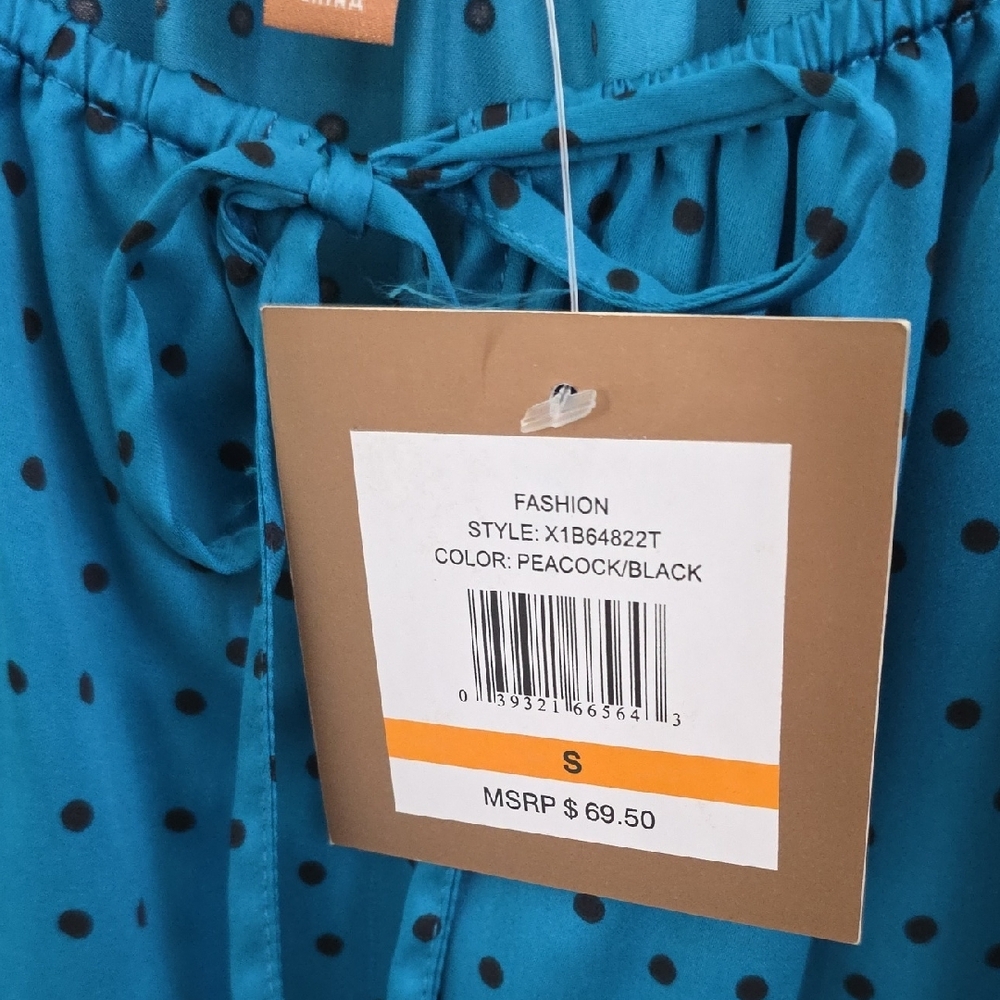 FASHION
STYLE: X1B64822T
COLOR: PEACOCK/BLACK
0 39321 66564 3
S
MSRP $ 69.50